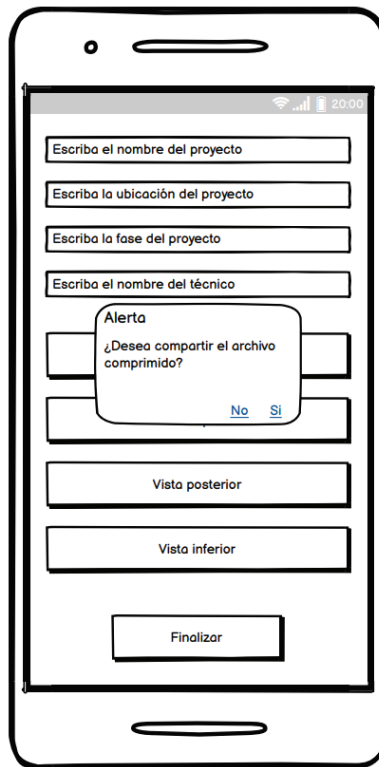 20:00
Escriba el nombre del proyecto
Escriba la ubicación del proyecto
Escriba la fase del proyecto
Escriba el nombre del técnico
Alerta
¿Desea compartir el archivo
comprimido?
No Si
Vista posterior
Vista inferior
Finalizar